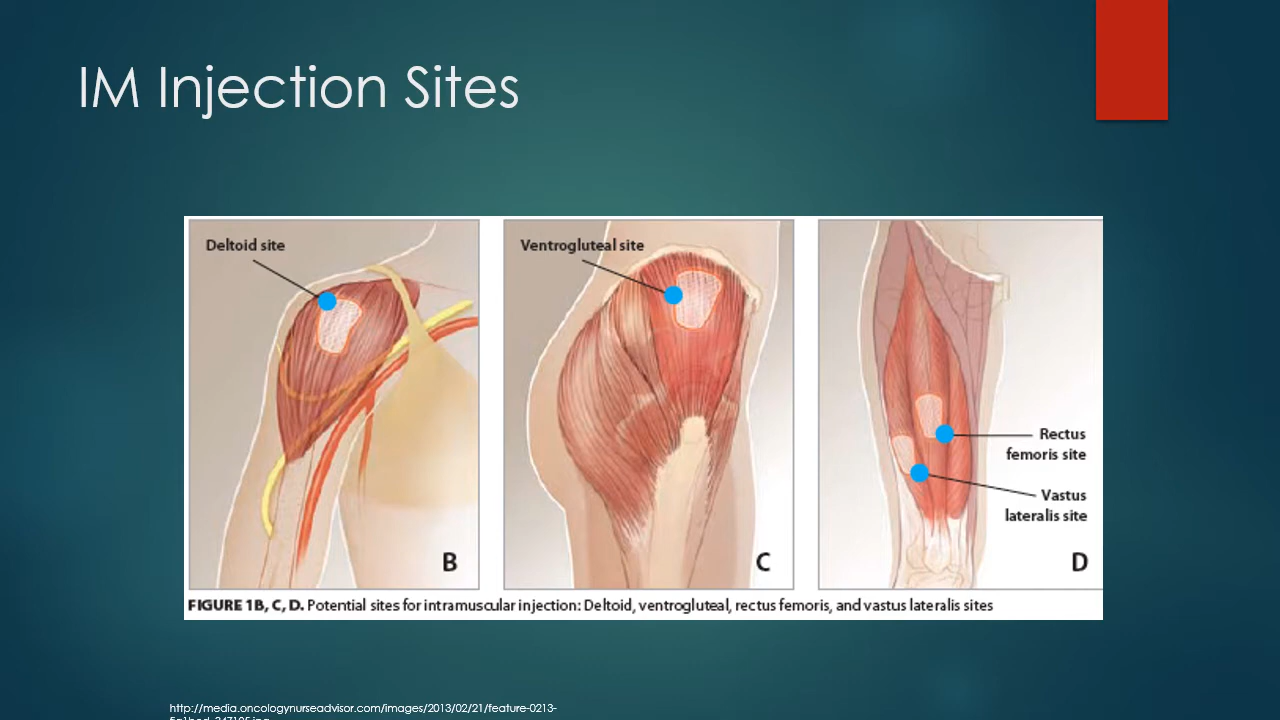 IM Injection Sites
Deltoid site
B
Ventrogluteal site
C
Rectus
femoris site
Vastus
lateralis site
D
FIGURE 1B, C, D. Potential sites for intramuscular injection: Deltoid, ventrogluteal, rectus femoris, and vastus lateralis sites
http://media.oncologynurseadvisor.com/images/2013/02/21/feature-0213-